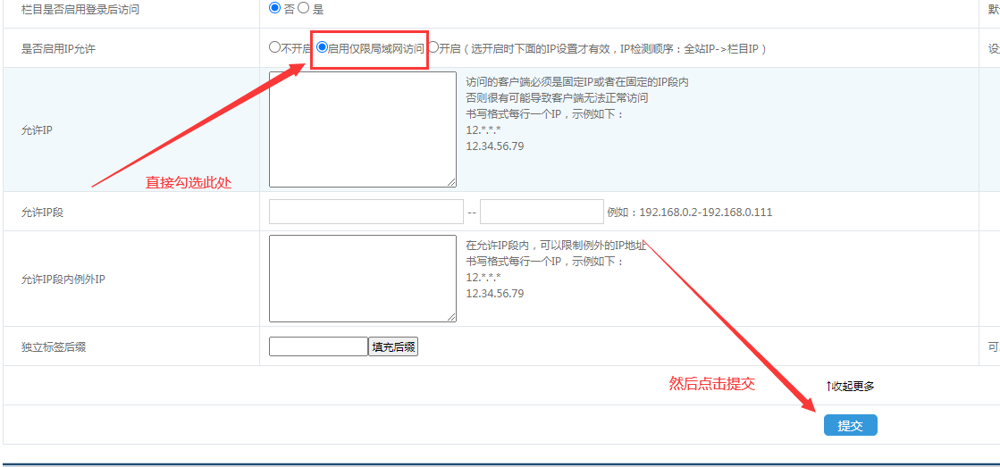 栏目是否启用登录后访问
否 是
默
是否启用IP允许
不开启 启用仅限局域网访问 开启（选开启时下面的IP设置才有效，IP检测顺序：全站IP->栏目IP）
设
允许IP
访问的客户端必须是固定IP或者在固定的IP段内
否则很有可能导致客户端无法正常访问
书写格式每行一个IP，示例如下：
12.*.*.*
12.34.56.79
直接勾选此处
允许IP段
-- 例如：192.168.0.2-192.168.0.111
允许IP段内例外IP
在允许IP段内，可以限制例外的IP地址
书写格式每行一个IP，示例如下：
12.*.*.*
12.34.56.79
独立标签后缀
填充后缀
可
然后点击提交
↑收起更多
提交